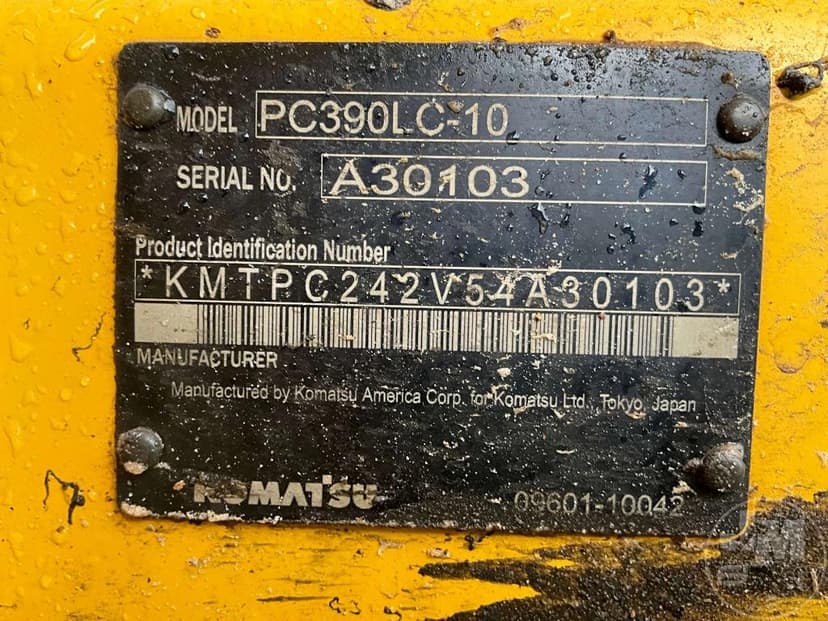 MODEL PC390LC-10
SERIAL NO. A30103
Product Identification Number
*KMTPC242V54A30103*
MANUFACTURER
Manufactured by Komatsu America Corp. for Komatsu Ltd., Tokyo, Japan
KOMATSU 09601-10042